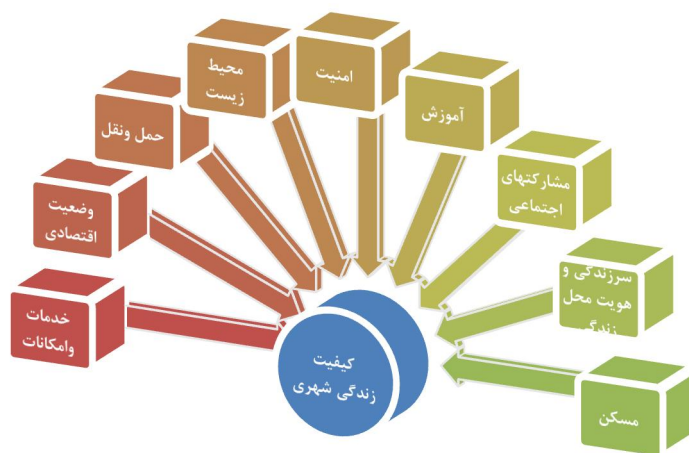 امنیت
محیط
زیست
آموزش
حمل ونقل
مشارکتهای
اجتماعی
وضعیت
اقتصادی
سرزندگی و
هویت محل
زندگی
خدمات
وامکانات
کیفیت
زندگی شهری
مسکن